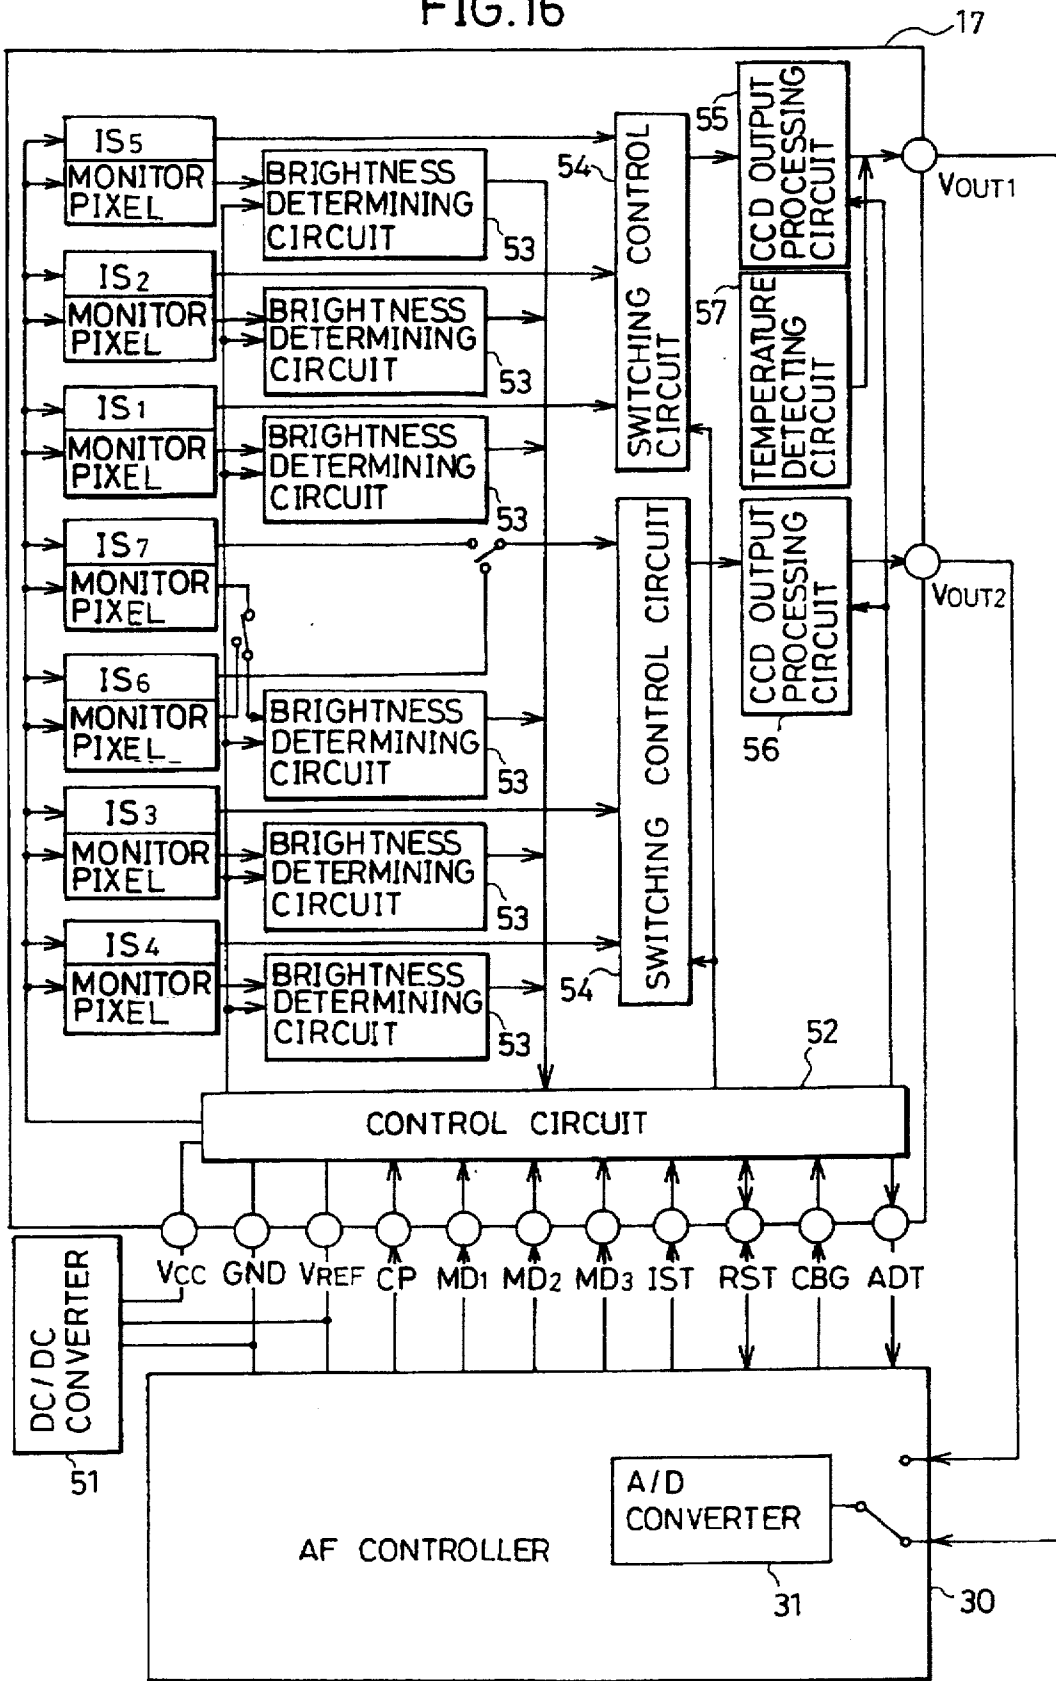 FIG.16
17
IS5
MONITOR
PIXEL
BRIGHTNESS
DETERMINING
CIRCUIT
53
IS2
MONITOR
PIXEL
BRIGHTNESS
DETERMINING
CIRCUIT
53
IS1
MONITOR
PIXEL
BRIGHTNESS
DETERMINING
CIRCUIT
53
IS7
MONITOR
PIXEL
IS6
MONITOR
PIXEL
BRIGHTNESS
DETERMINING
CIRCUIT
53
IS3
MONITOR
PIXEL
BRIGHTNESS
DETERMINING
CIRCUIT
53
IS4
MONITOR
PIXEL
BRIGHTNESS
DETERMINING
CIRCUIT
53
54
SWITCHING CONTROL
CIRCUIT
54
SWITCHING CONTROL CIRCUIT
55
CCD OUTPUT
PROCESSING
CIRCUIT
57
TEMPERATURE
DETECTING
CIRCUIT
CCD OUTPUT
PROCESSING
CIRCUIT
56
VOUT1
VOUT2
52
CONTROL CIRCUIT
VCC GND VREF CP MD1 MD2 MD3 IST RST CBG ADT
DC/DC
CONVERTER
51
A/D
CONVERTER
31
AF CONTROLLER
30